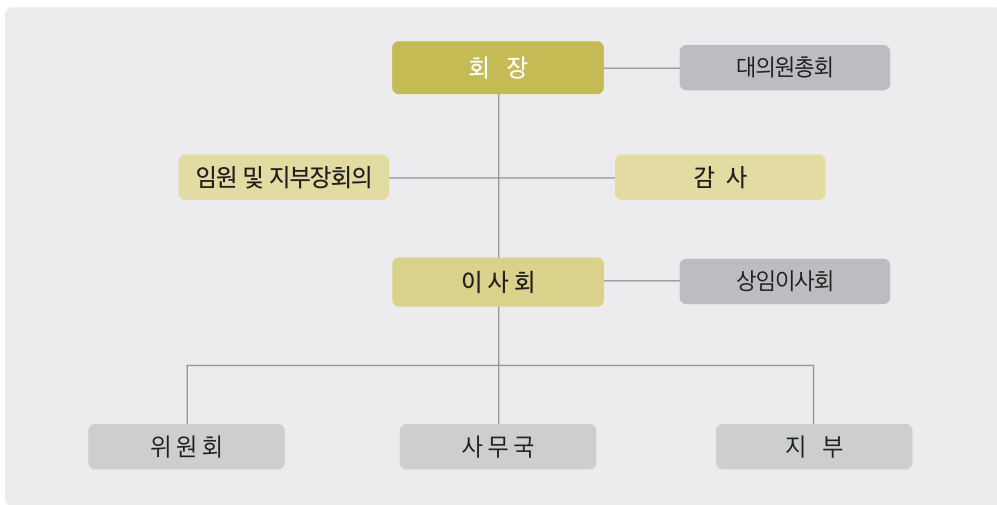 회 장
대의원총회
임원 및 지부장회의
감 사
이 사 회
상임이사회
위 원 회
사 무 국
지 부